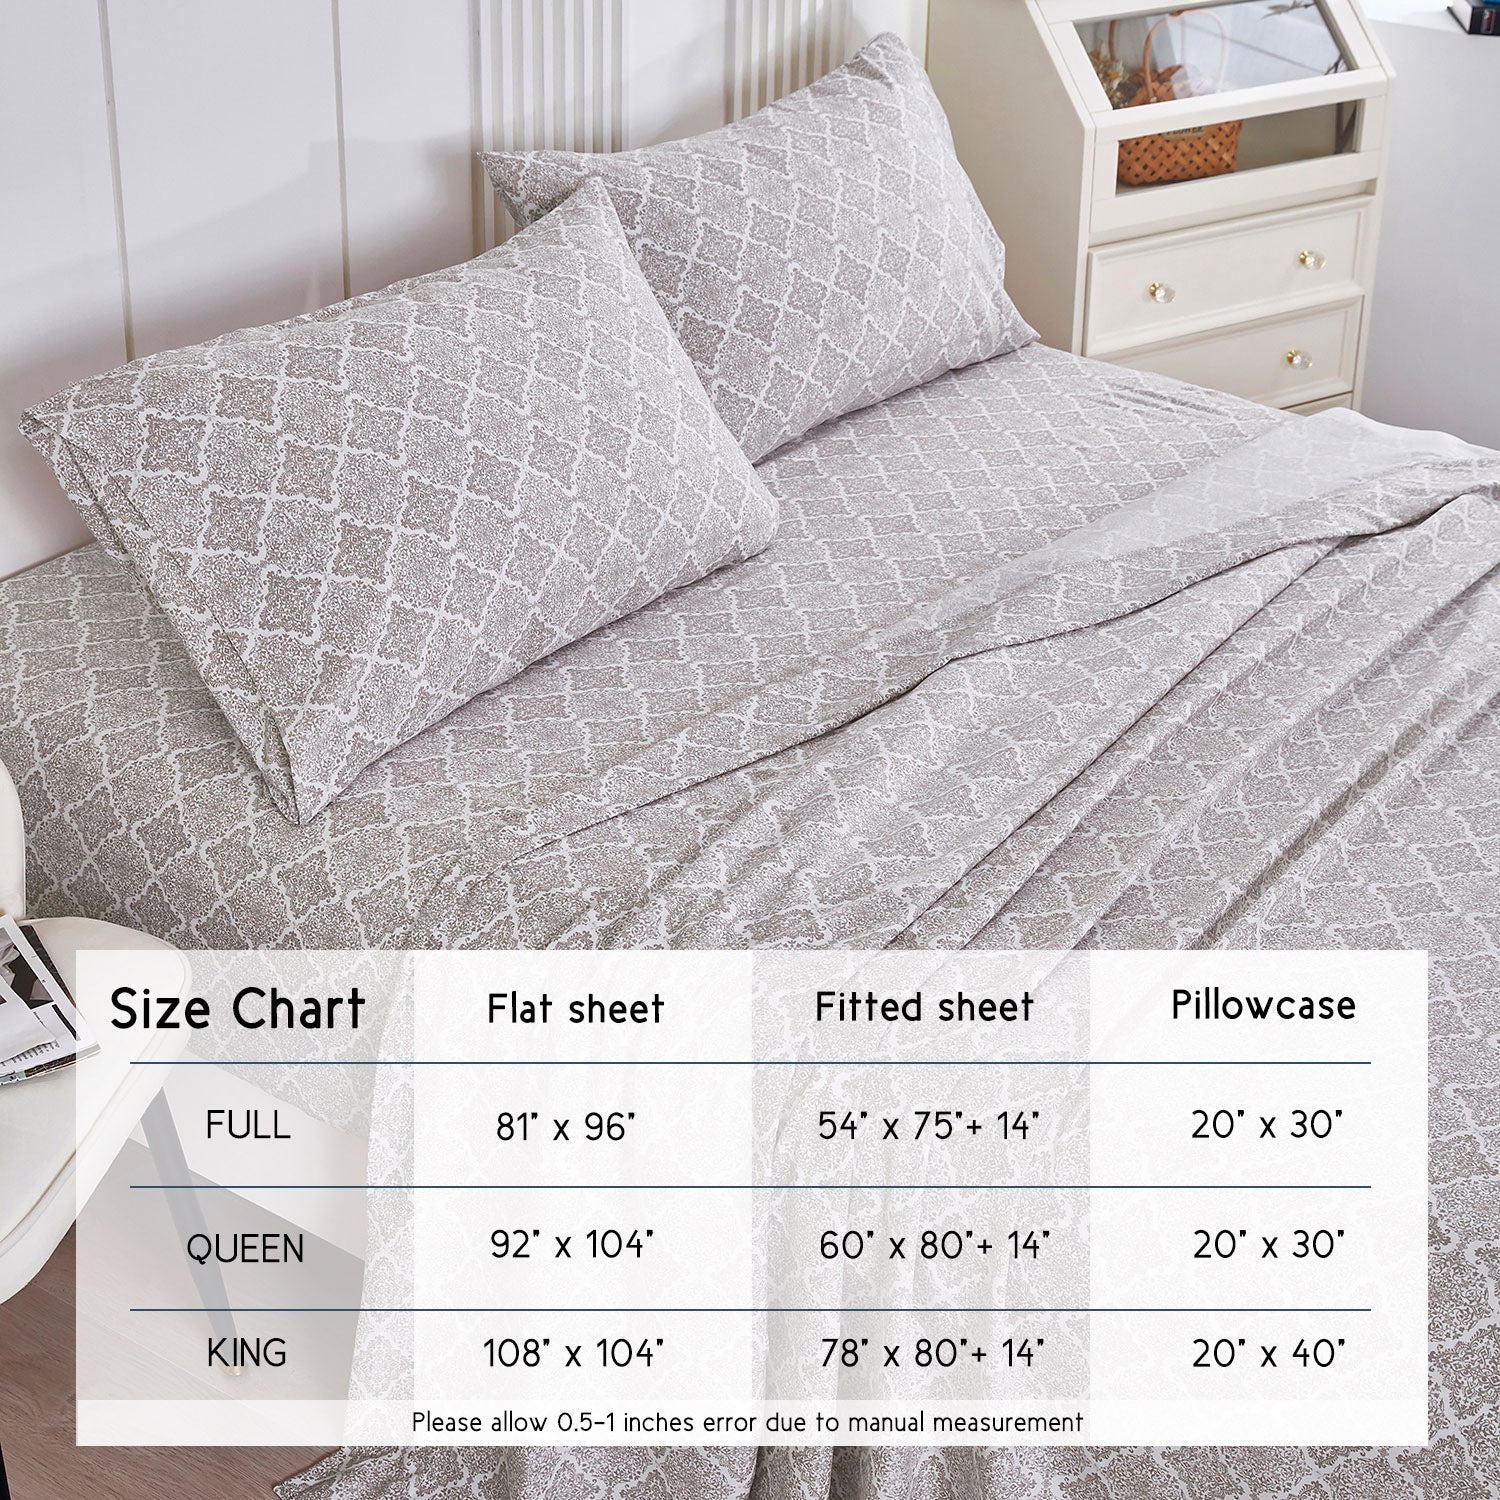 FLOWER
Size Chart Flat sheet Fitted sheet Pillowcase
FULL 81" x 96" 54" x 75"+ 14" 20" x 30"
QUEEN 92" x 104" 60" x 80"+ 14" 20" x 30"
KING 108" x 104" 78" x 80"+ 14" 20" x 40"
Please allow 0.5-1 inches error due to manual measurement